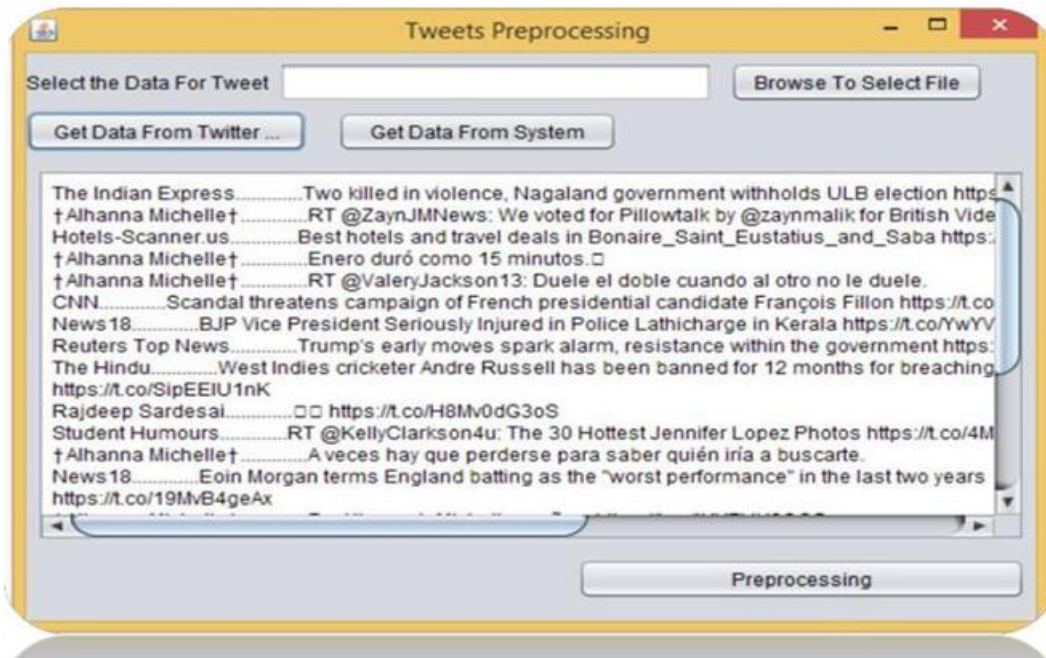 Tweets Preprocessing
Select the Data For Tweet
Browse To Select File
Get Data From Twitter ...
Get Data From System
The Indian Express.............Two killed in violence, Nagaland government withholds ULB election https
†Alhanna Michelle†.............RT @ZaynJMNews: We voted for Pillowtalk by @zaynmalik for British Vide
Hotels-Scanner.us.............Best hotels and travel deals in Bonaire_Saint_Eustatius_and_Saba https:/
†Alhanna Michelle†.............Enero duró como 15 minutos.□
†Alhanna Michelle†.............RT @ValeryJackson13: Duele el doble cuando al otro no le duele.
CNN.............Scandal threatens campaign of French presidential candidate François Fillon https://t.co
News18.............BJP Vice President Seriously Injured in Police Lathicharge in Kerala https://t.co/YwYV
Reuters Top News.............Trump's early moves spark alarm, resistance within the government https:
The Hindu.............West Indies cricketer Andre Russell has been banned for 12 months for breaching
https://t.co/SipEEIU1nK
Rajdeep Sardesai.............□□ https://t.co/H8Mv0dG3oS
Student Humours.............RT @KellyClarkson4u: The 30 Hottest Jennifer Lopez Photos https://t.co/4M
†Alhanna Michelle†.............A veces hay que perderse para saber quién iría a buscarte.
News18.............Eoin Morgan terms England batting as the "worst performance" in the last two years
https://t.co/19MvB4geAx
Preprocessing